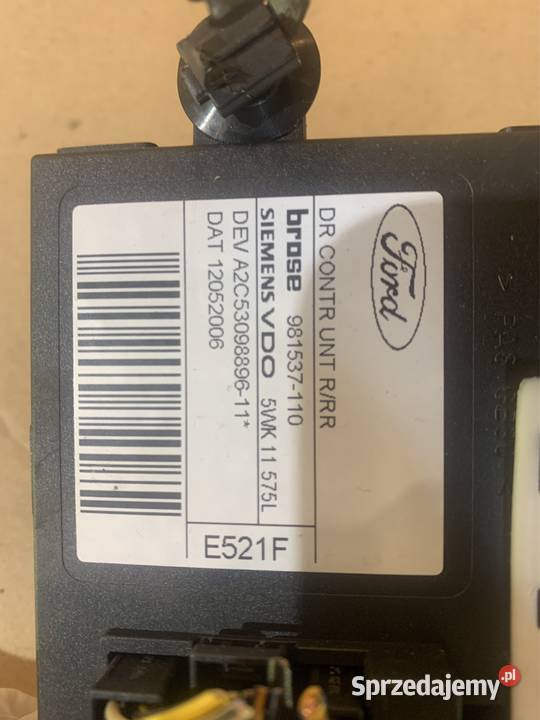 Ford
DR CONTR UNT R/RR
brose 981537-110
SIEMENS VDO 5WK 11 575L
DEV A2C53098896-11*
DAT 12052006
E521F
Sprzedajemy.pl